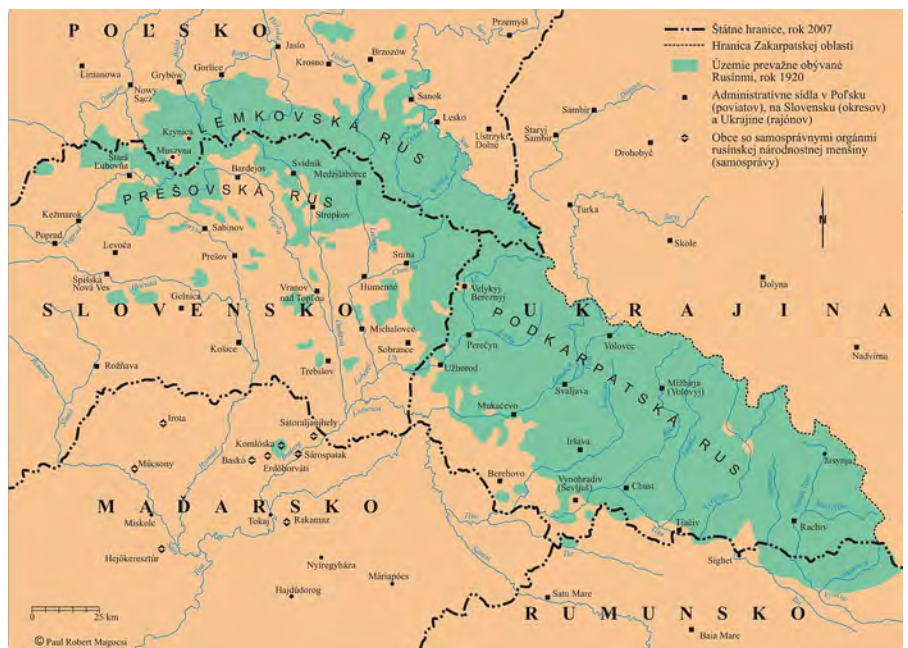 POĽSKO
SLOVENSKO
MAĎARSKO
UKRAJINA
RUMUNSKO
LEMKOVSKÁ RUS
PREŠOVSKÁ RUS
PODKARPATSKÁ RUS
Štátne hranice, rok 2007
Hranica Zakarpatskej oblasti
Územie prevažne obývané
Rusínmi, rok 1920
Administratívne sídla v Poľsku
(poviatov), na Slovensku (okresov)
a Ukrajine (rajónov)
Obce so samosprávnymi orgánmi
rusínskej národnostnej menšiny
(samosprávy)
N
Limanowa
Nowy
Sącz
Grybów
Gorlice
Jaslo
Krosno
Brzozów
Przemyśl
Sanok
Lesko
Ustrzyki
Dolne
Krynica
Muszyna
Stará
Ľubovňa
Bardejov
Svidník
Medzilaborce
Stropkov
Kežmarok
Poprad
Levoča
Sabinov
Prešov
Spišská
Nová Ves
Gelnica
Vranov
nad Topľou
Humenné
Snina
Michalovce
Sobrance
Košice
Trebišov
Rožňava
Sambir
Staryj
Sambir
Drohobyč
Turka
Skole
Dolyna
Nadvirna
Velykyj
Bereznyj
Perečyn
Užhorod
Mukačevo
Svaljava
Volovec
Mižhirja
(Volovyj)
Iršava
Berehovo
Vynohradiv
(Sevljuš)
Chust
Tjačiv
Rachiv
Jasynja
Sighet
Satu Mare
Baia Mare
Irota
Múcsony
Komlóska
Baskó
Erdőhorváti
Sátoraljaújhely
Sárospatak
Miskolc
Tokaj
Rakamaz
Hejőkeresztúr
Nyíregyháza
Hajdúdorog
Máriapócs
0
25 km
© Paul Robert Magocsi